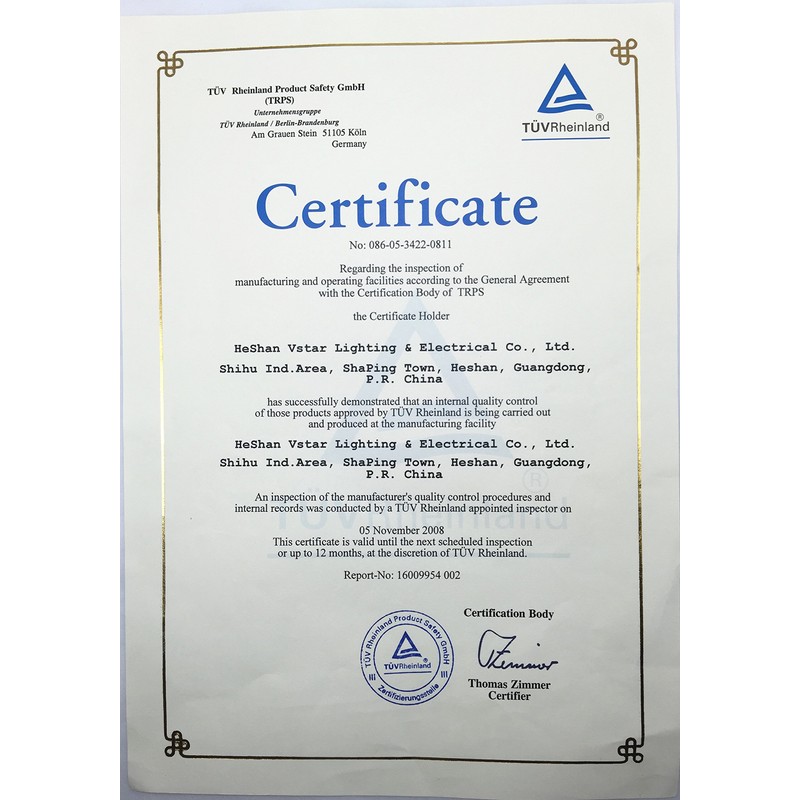 TÜV Rheinland Product Safety GmbH
(TRPS)
Unternehmensgruppe
TÜV Rheinland / Berlin-Brandenburg
Am Grauen Stein 51105 Köln
Germany
®
TÜVRheinland
Certificate
No: 086-05-3422-0811
Regarding the inspection of
manufacturing and operating facilities according to the General Agreement
with the Certification Body of TRPS
the Certificate Holder
HeShan Vstar Lighting & Electrical Co., Ltd.
Shihu Ind.Area, ShaPing Town, Heshan, Guangdong,
P.R. China
has successfully demonstrated that an internal quality control
of those products approved by TÜV Rheinland is being carried out
and produced at the manufacturing facility
HeShan Vstar Lighting & Electrical Co., Ltd.
Shihu Ind.Area, ShaPing Town, Heshan, Guangdong,
P.R. China
An inspection of the manufacturer's quality control procedures and
internal records was conducted by a TÜV Rheinland appointed inspector on
®
TÜVRheinland
05 November 2008
This certificate is valid until the next scheduled inspection
or up to 12 months, at the discretion of TÜV Rheinland.
Report-No: 16009954 002
TÜV Rheinland Product Safety GmbH
®
TÜVRheinland
III III
Zertifizierungsstelle
Certification Body
Zimmer
Thomas Zimmer
Certifier